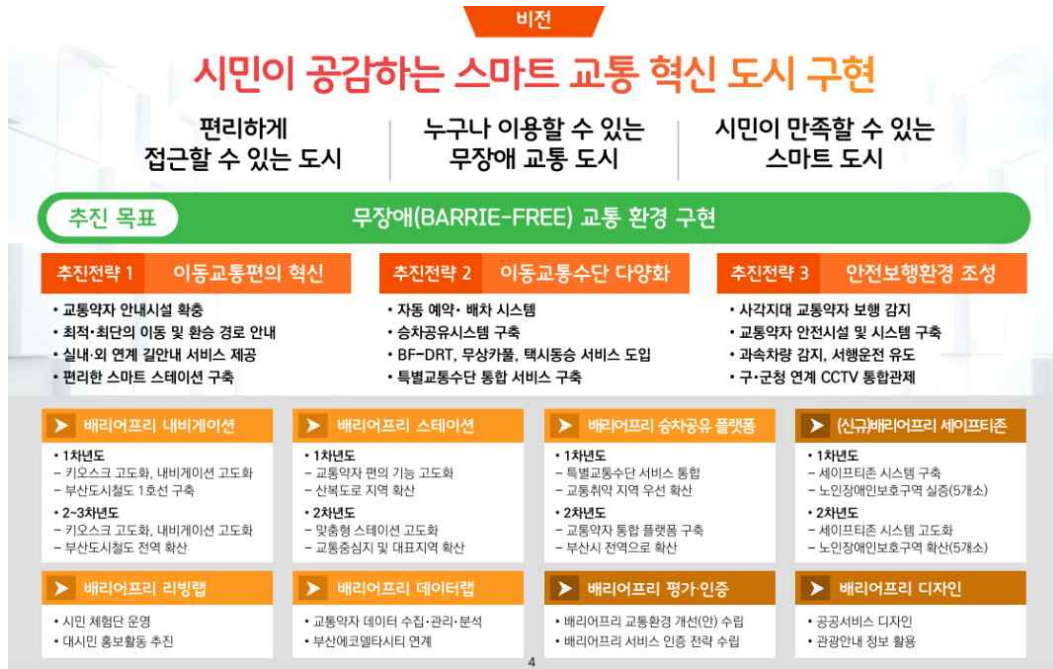 비전
시민이 공감하는 스마트 교통 혁신 도시 구현
편리하게
접근할 수 있는 도시
누구나 이용할 수 있는
무장애 교통 도시
시민이 만족할 수 있는
스마트 도시
추진 목표
무장애(BARRIE-FREE) 교통 환경 구현
추진전략 1 이동교통편의 혁신
• 교통약자 안내시설 확충
• 최적·최단의 이동 및 환승 경로 안내
• 실내·외 연계 길안내 서비스 제공
• 편리한 스마트 스테이션 구축
추진전략 2 이동교통수단 다양화
• 자동 예약· 배차 시스템
• 승차공유시스템 구축
• BF-DRT, 무상카풀, 택시동승 서비스 도입
• 특별교통수단 통합 서비스 구축
추진전략 3 안전보행환경 조성
• 사각지대 교통약자 보행 감지
• 교통약자 안전시설 및 시스템 구축
• 과속차량 감지, 서행운전 유도
• 구·군청 연계 CCTV 통합관제
배리어프리 내비게이션
• 1차년도
– 키오스크 고도화, 내비게이션 고도화
– 부산도시철도 1호선 구축
• 2~3차년도
– 키오스크 고도화, 내비게이션 고도화
– 부산도시철도 전역 확산
배리어프리 스테이션
• 1차년도
– 교통약자 편의 기능 고도화
– 산복도로 지역 확산
• 2차년도
– 맞춤형 스테이션 고도화
– 교통중심지 및 대표지역 확산
배리어프리 승차공유 플랫폼
• 1차년도
– 특별교통수단 서비스 통합
– 교통취약 지역 우선 확산
• 2차년도
– 교통약자 통합 플랫폼 구축
– 부산시 전역으로 확산
(신규)배리어프리 세이프티존
• 1차년도
– 세이프티존 시스템 구축
– 노인장애인보호구역 실증(5개소)
• 2차년도
– 세이프티존 시스템 고도화
– 노인장애인보호구역 확산(5개소)
배리어프리 리빙랩
• 시민 체험단 운영
• 대시민 홍보활동 추진
배리어프리 데이터랩
• 교통약자 데이터 수집·관리·분석
• 부산에코델타시티 연계
배리어프리 평가·인증
• 배리어프리 교통환경 개선(안) 수립
• 배리어프리 서비스 인증 전략 수립
배리어프리 디자인
• 공공서비스 디자인
• 관광안내 정보 활용
4